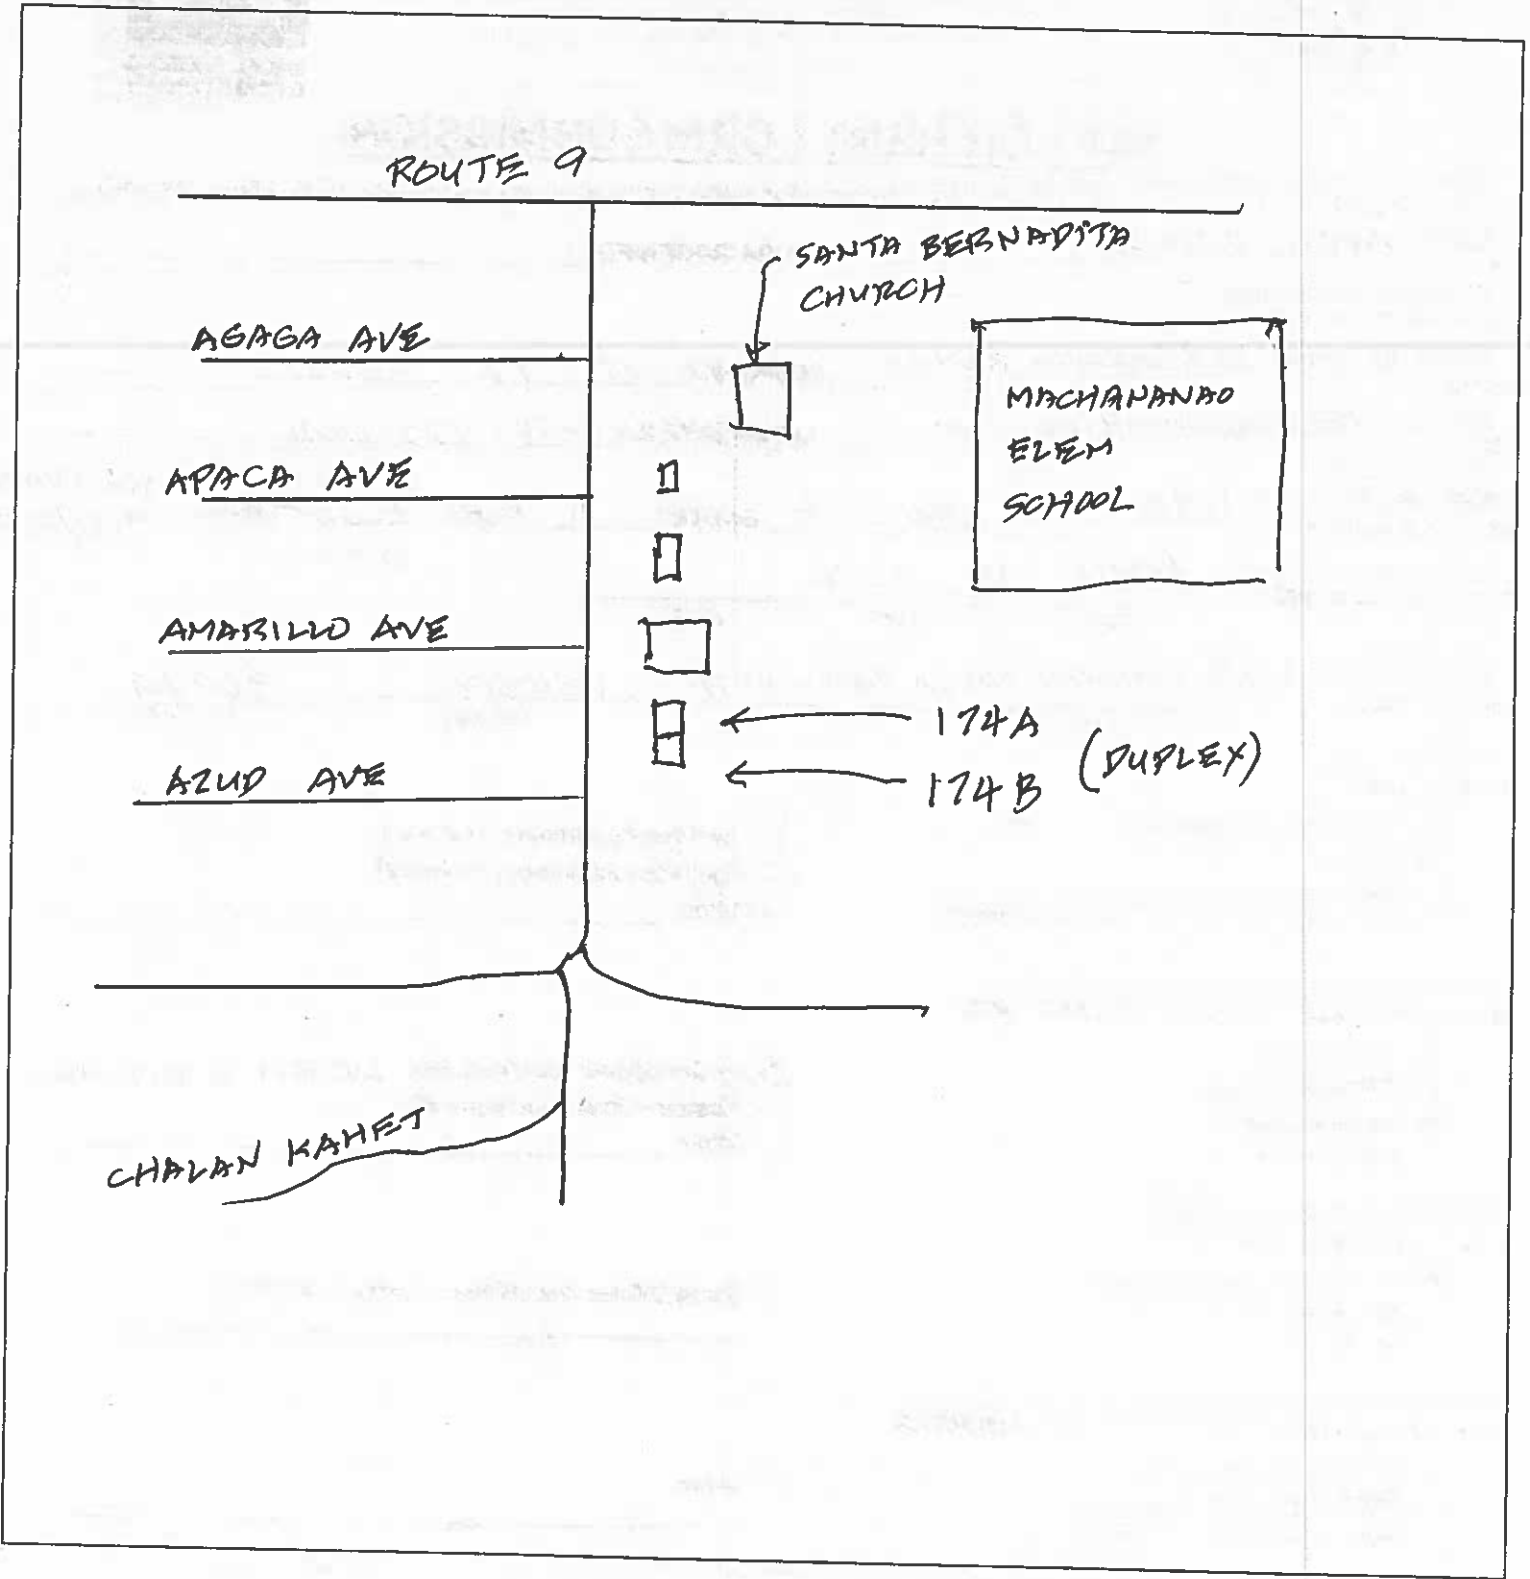 ROUTE 9
SANTA BERNADITA
CHURCH
AGAGA AVE
MACHANANAO
ELEM
SCHOOL
APACA AVE
AMARILLO AVE
174A
(DUPLEX)
174B
AZUD AVE
CHALAN KAHET